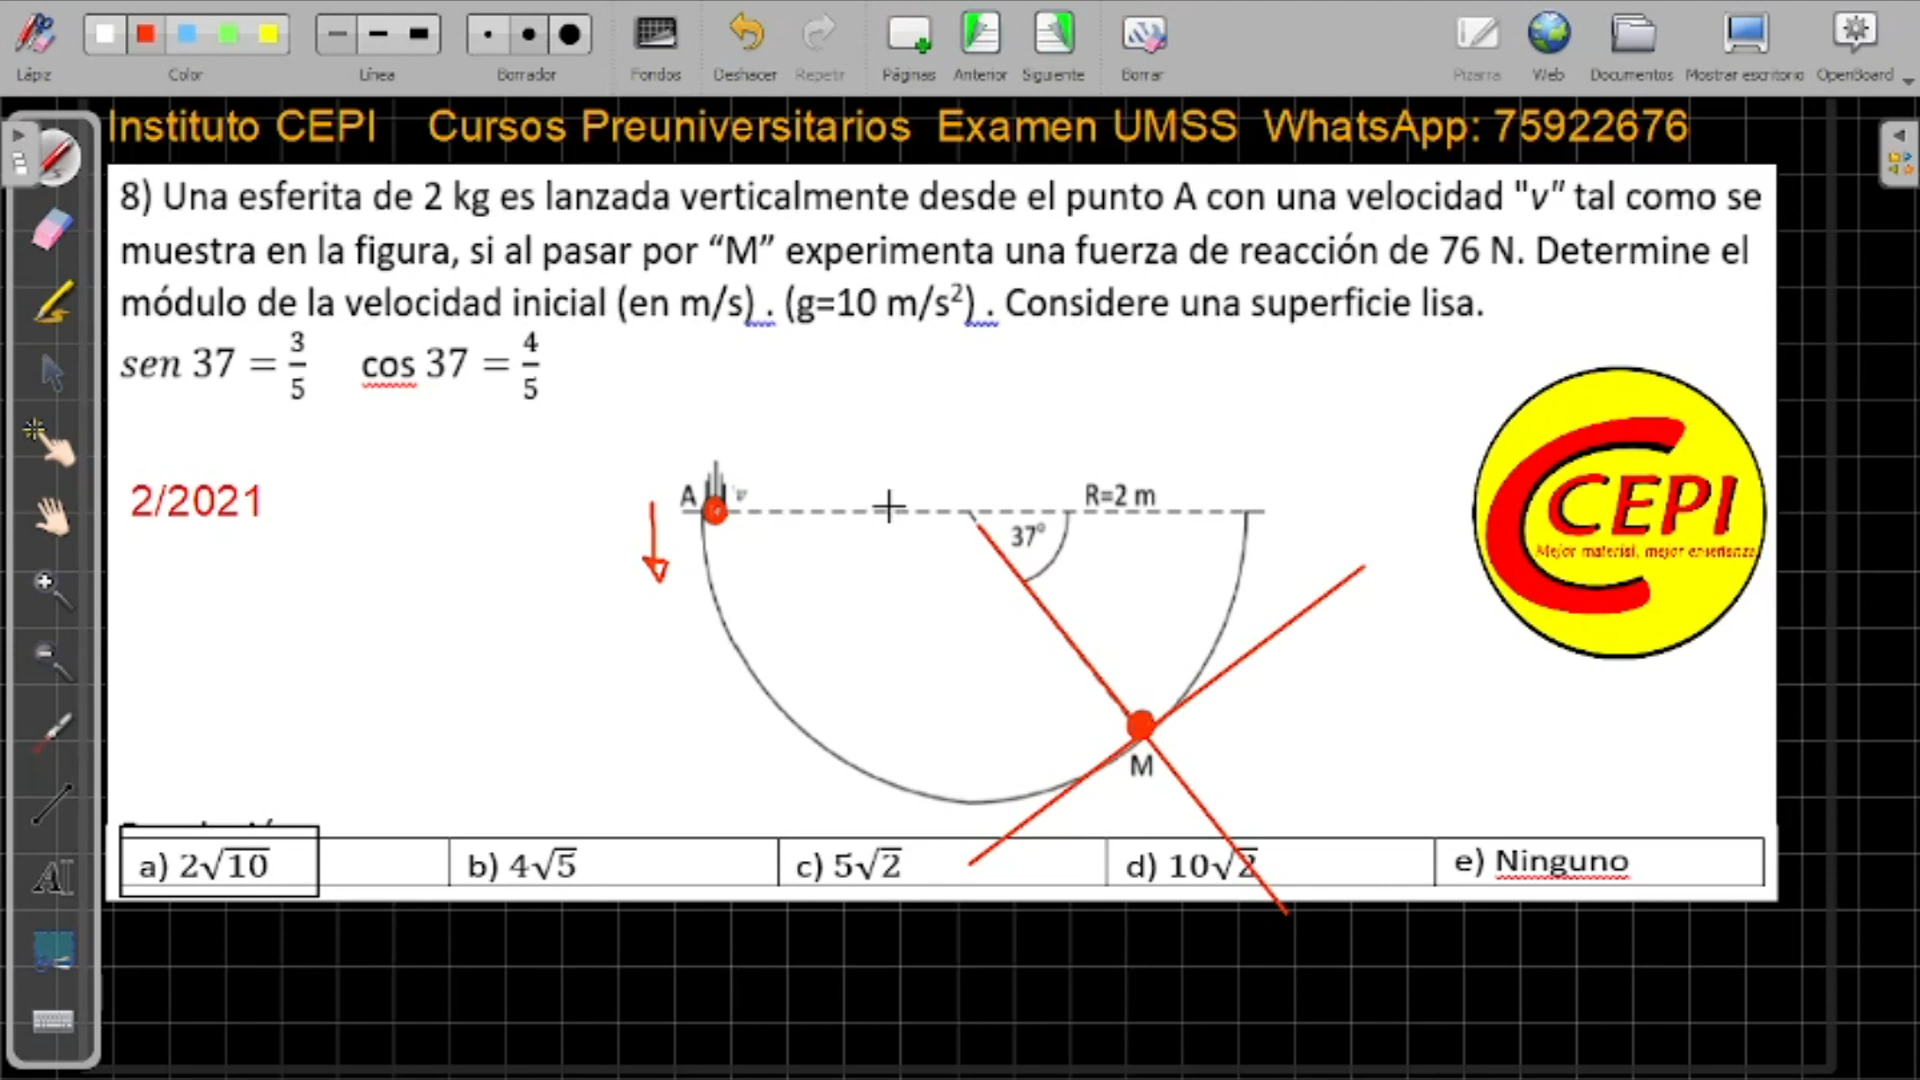 Lápiz
Color
Línea
Borrador
Fondos
Deshacer
Repetir
Páginas
Anterior
Siguiente
Borrar
Pizarra
Web
Documentos
Mostrar escritorio
OpenBoard
Instituto CEPI Cursos Preuniversitarios Examen UMSS WhatsApp: 75922676
8) Una esferita de 2 kg es lanzada verticalmente desde el punto A con una velocidad "v" tal como se
muestra en la figura, si al pasar por “M” experimenta una fuerza de reacción de 76 N. Determine el
módulo de la velocidad inicial (en m/s) . (g=10 m/s²) . Considere una superficie lisa.
sen 37 = 3/5 cos 37 = 4/5
2/2021
A v
R=2 m
37°
M
CEPI
Mejor material, mejor enseñanza
a) 2√10
b) 4√5
c) 5√2
d) 10√2
e) Ninguno